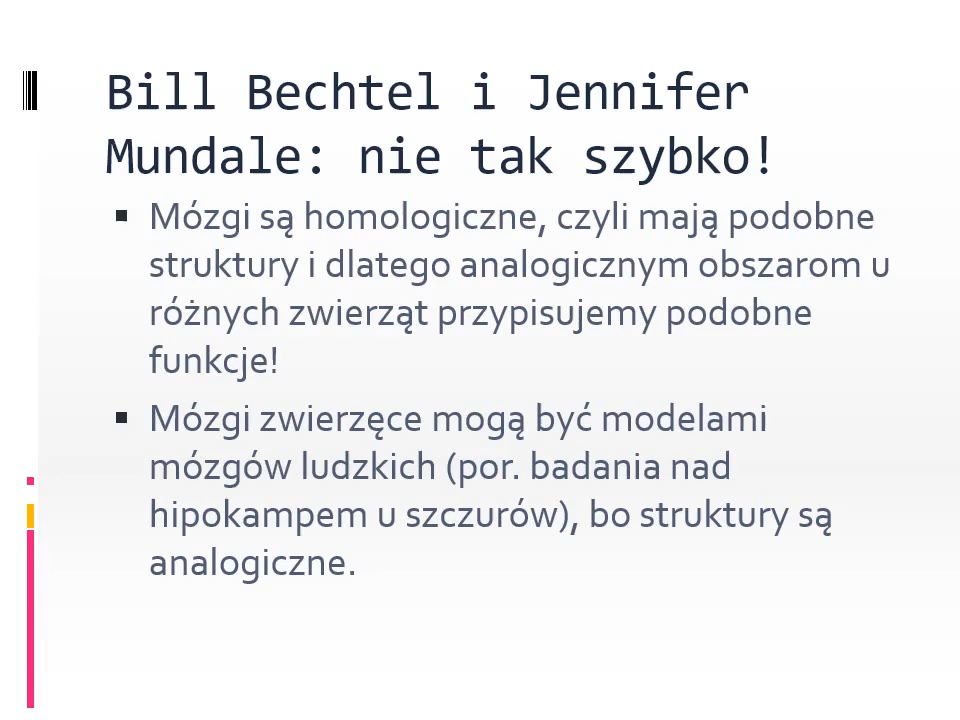 Bill Bechtel i Jennifer
Mundale: nie tak szybko!
▪ Mózgi są homologiczne, czyli mają podobne
struktury i dlatego analogicznym obszarom u
różnych zwierząt przypisujemy podobne
funkcje!
▪ Mózgi zwierzęce mogą być modelami
mózgów ludzkich (por. badania nad
hipokampem u szczurów), bo struktury są
analogiczne.